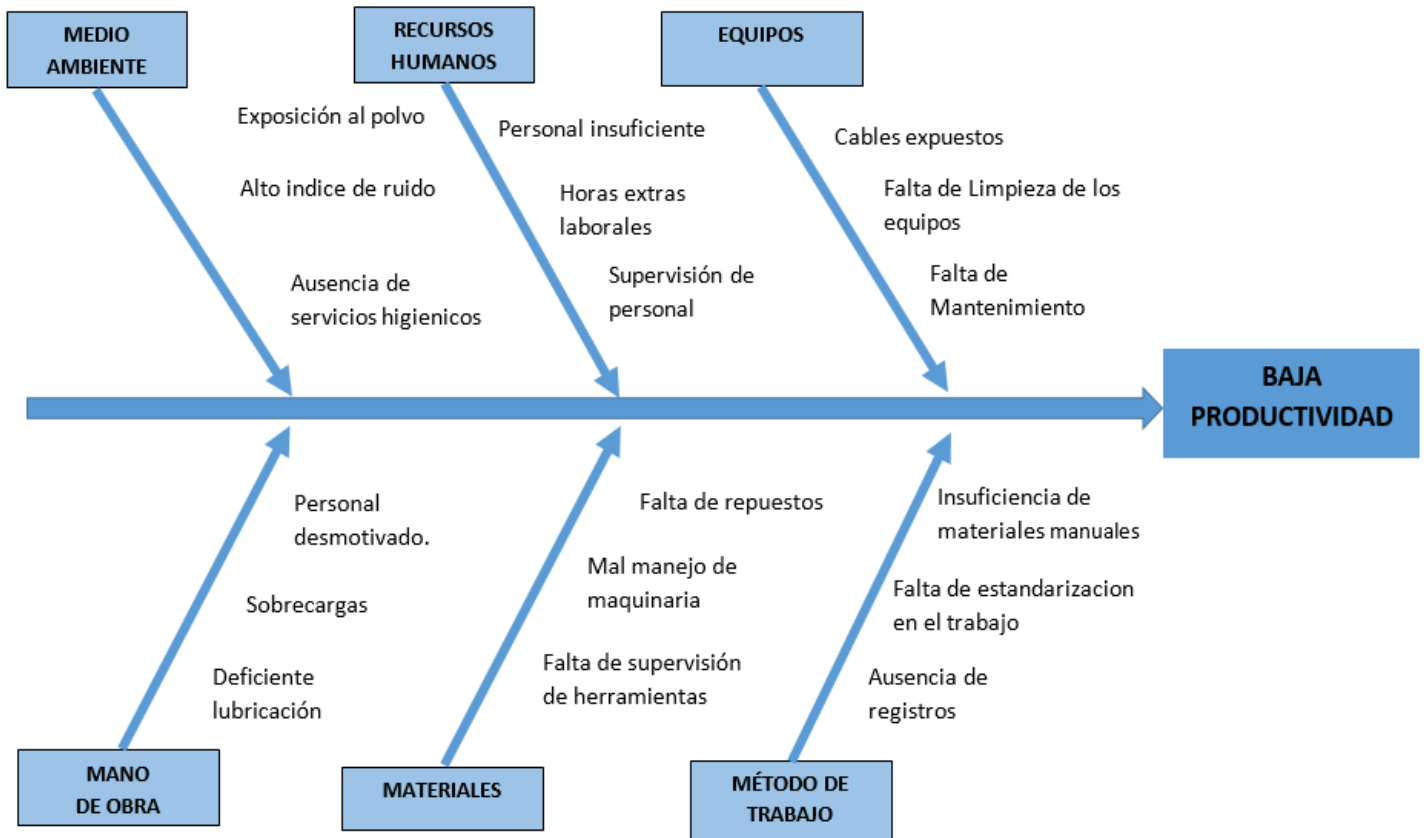 MEDIO
AMBIENTE
RECURSOS
HUMANOS
EQUIPOS
Exposición al polvo
Alto indice de ruido
Ausencia de
servicios higienicos
Personal insuficiente
Horas extras
laborales
Supervisión de
personal
Cables expuestos
Falta de Limpieza de los
equipos
Falta de
Mantenimiento
BAJA
PRODUCTIVIDAD
Personal
desmotivado.
Sobrecargas
Deficiente
lubricación
Falta de repuestos
Mal manejo de
maquinaria
Falta de supervisión
de herramientas
Insuficiencia de
materiales manuales
Falta de estandarizacion
en el trabajo
Ausencia de
registros
MANO
DE OBRA
MATERIALES
MÉTODO DE
TRABAJO